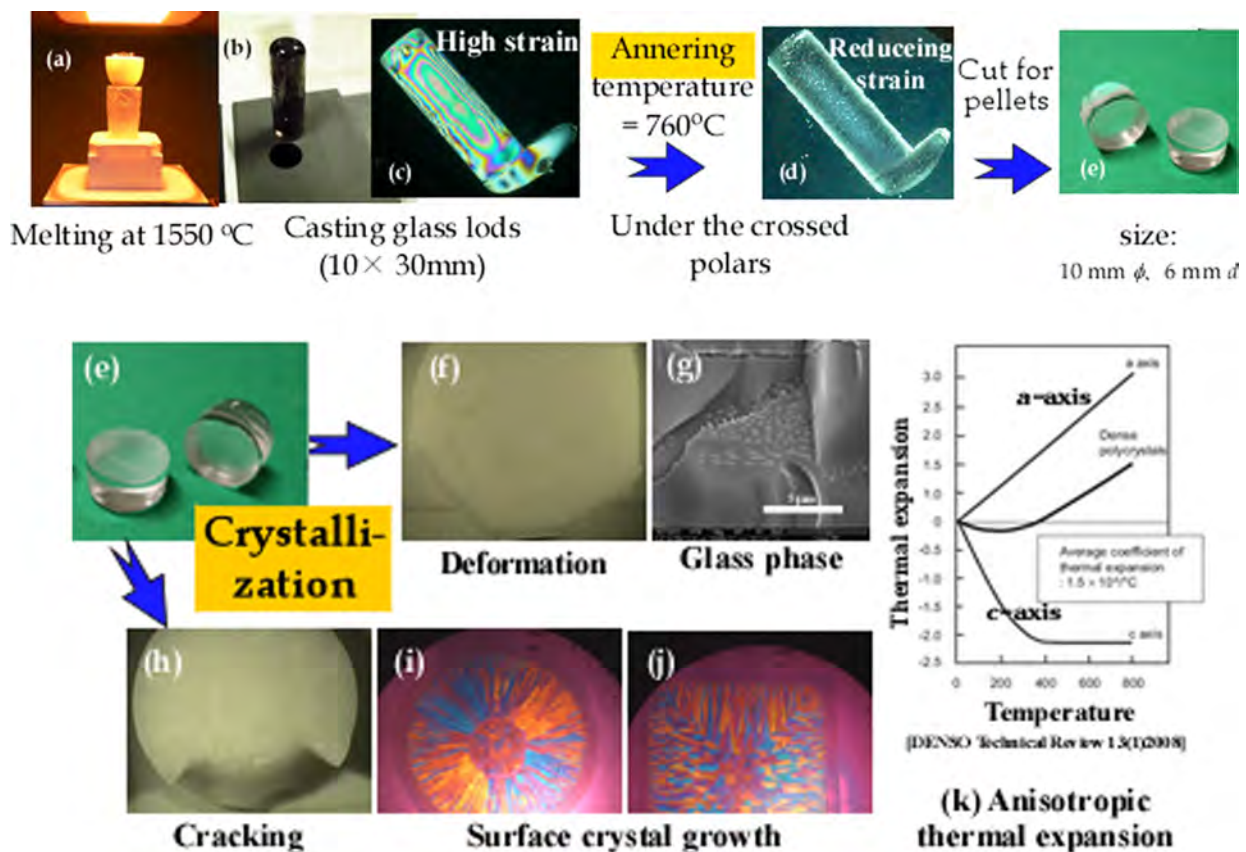 (a)
(b)
High strain
(c)
Annering
temperature
= 760°C
Reduceing
strain
(d)
Cut for
pellets
(e)
Melting at 1550 °C
Casting glass lods
(10× 30mm)
Under the crossed
polars
size:
10 mm ϕ, 6 mm d
(e)
Crystalli-
zation
(f)
Deformation
(g)
5 μm
Glass phase
(h)
Cracking
(i)
(j)
Surface crystal growth
Thermal expansion
3.0
2.5
2.0
1.5
1.0
0
-0.5
-1.0
-1.5
-2.0
-2.5
a axis
a-axis
Dense
polycrystals
Average coefficient of
thermal expansion
c-axis
c axis
0
200
400
600
800
Temperature
[DENSO Technical Review 13(1)2008]
(k) Anisotropic
thermal expansion